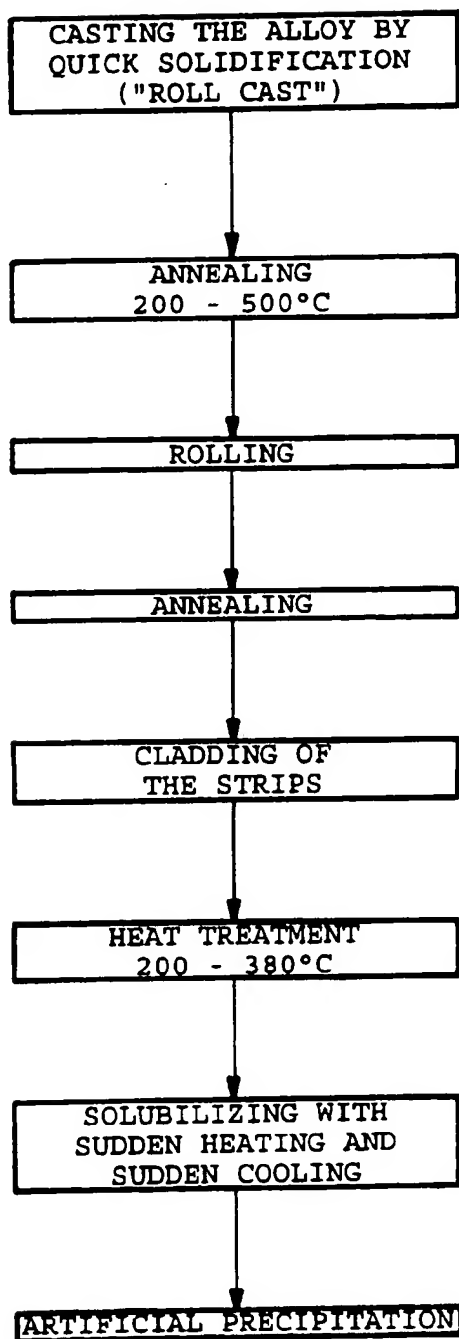 CASTING THE ALLOY BY
QUICK SOLIDIFICATION
("ROLL CAST")
ANNEALING
200 - 500°C
ROLLING
ANNEALING
CLADDING OF
THE STRIPS
HEAT TREATMENT
200 - 380°C
SOLUBILIZING WITH
SUDDEN HEATING AND
SUDDEN COOLING
ARTIFICIAL PRECIPITATION